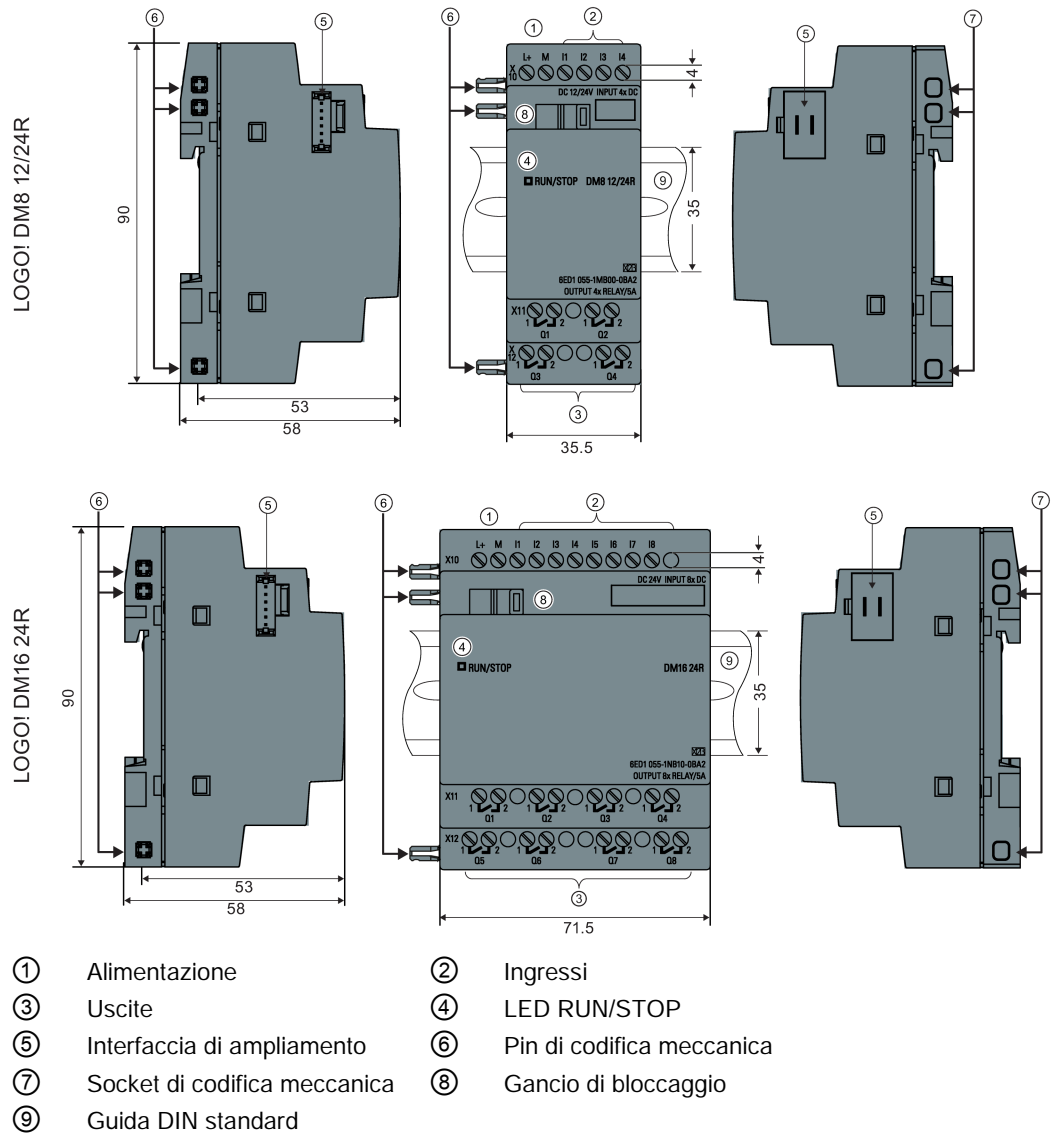 LOGO! DM8 12/24R
⑥ ⑤ ⑥ ① ② ⑤ ⑦
L+ M I1 I2 I3 I4
X10
4
DC 12/24V INPUT 4x DC
⑧
④
RUN/STOP DM8 12/24R
⑨
90
35
X 2 3
6ED1 055-1MB00-0BA2
OUTPUT 4x RELAY/5A
X11
1 2 1 2
Q1 Q2
X12
1 2 1 2
Q3 Q4
③
53
58
35.5
LOGO! DM16 24R
⑥ ⑤ ⑥ ① ② ⑤ ⑦
L+ M I1 I2 I3 I4 I5 I6 I7 I8
X10
4
DC 24V INPUT 8x DC
⑧
④
RUN/STOP DM16 24R
⑨
90
35
X 2 3
6ED1 055-1NB10-0BA2
OUTPUT 8x RELAY/5A
X11
1 2 1 2 1 2 1 2
Q1 Q2 Q3 Q4
X12
1 2 1 2 1 2 1 2
Q5 Q6 Q7 Q8
③
53
58
71.5
① Alimentazione ② Ingressi
③ Uscite ④ LED RUN/STOP
⑤ Interfaccia di ampliamento ⑥ Pin di codifica meccanica
⑦ Socket di codifica meccanica ⑧ Gancio di bloccaggio
⑨ Guida DIN standard